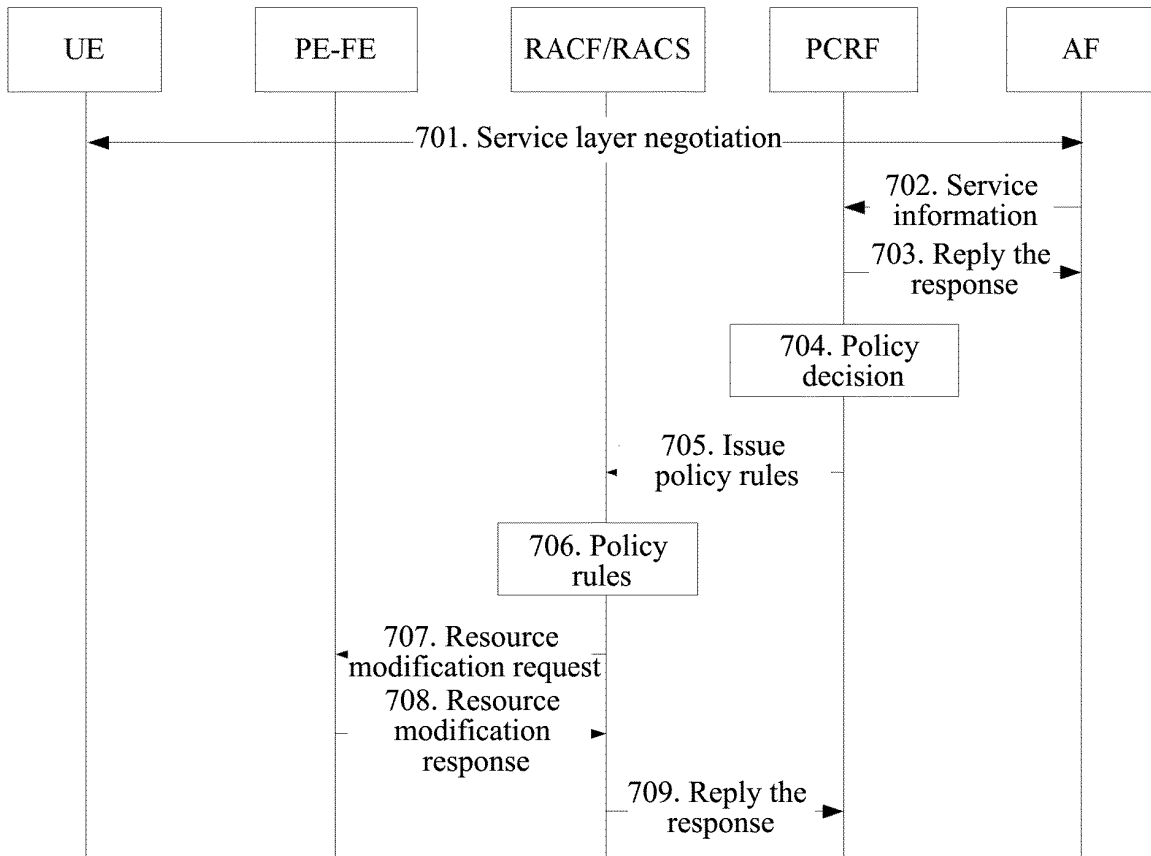 UE
PE-FE
RACF/RACS
PCRF
AF
701. Service layer negotiation
702. Service
information
703. Reply the
response
704. Policy
decision
705. Issue
policy rules
706. Policy
rules
707. Resource
modification request
708. Resource
modification
response
709. Reply the
response